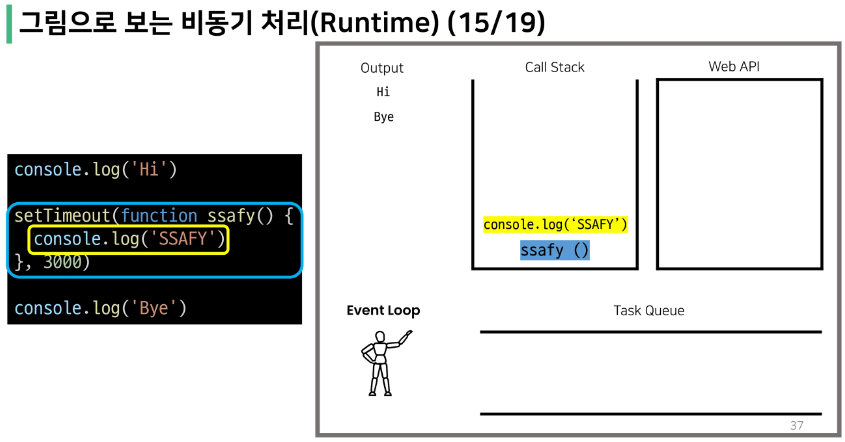 그림으로 보는 비동기 처리(Runtime) (15/19)
console.log('Hi')
setTimeout(function ssafy() {
console.log('SSAFY')
}, 3000)
console.log('Bye')
Output
Hi
Bye
Call Stack
console.log(‘SSAFY’)
ssafy ()
Web API
Event Loop
Task Queue
37